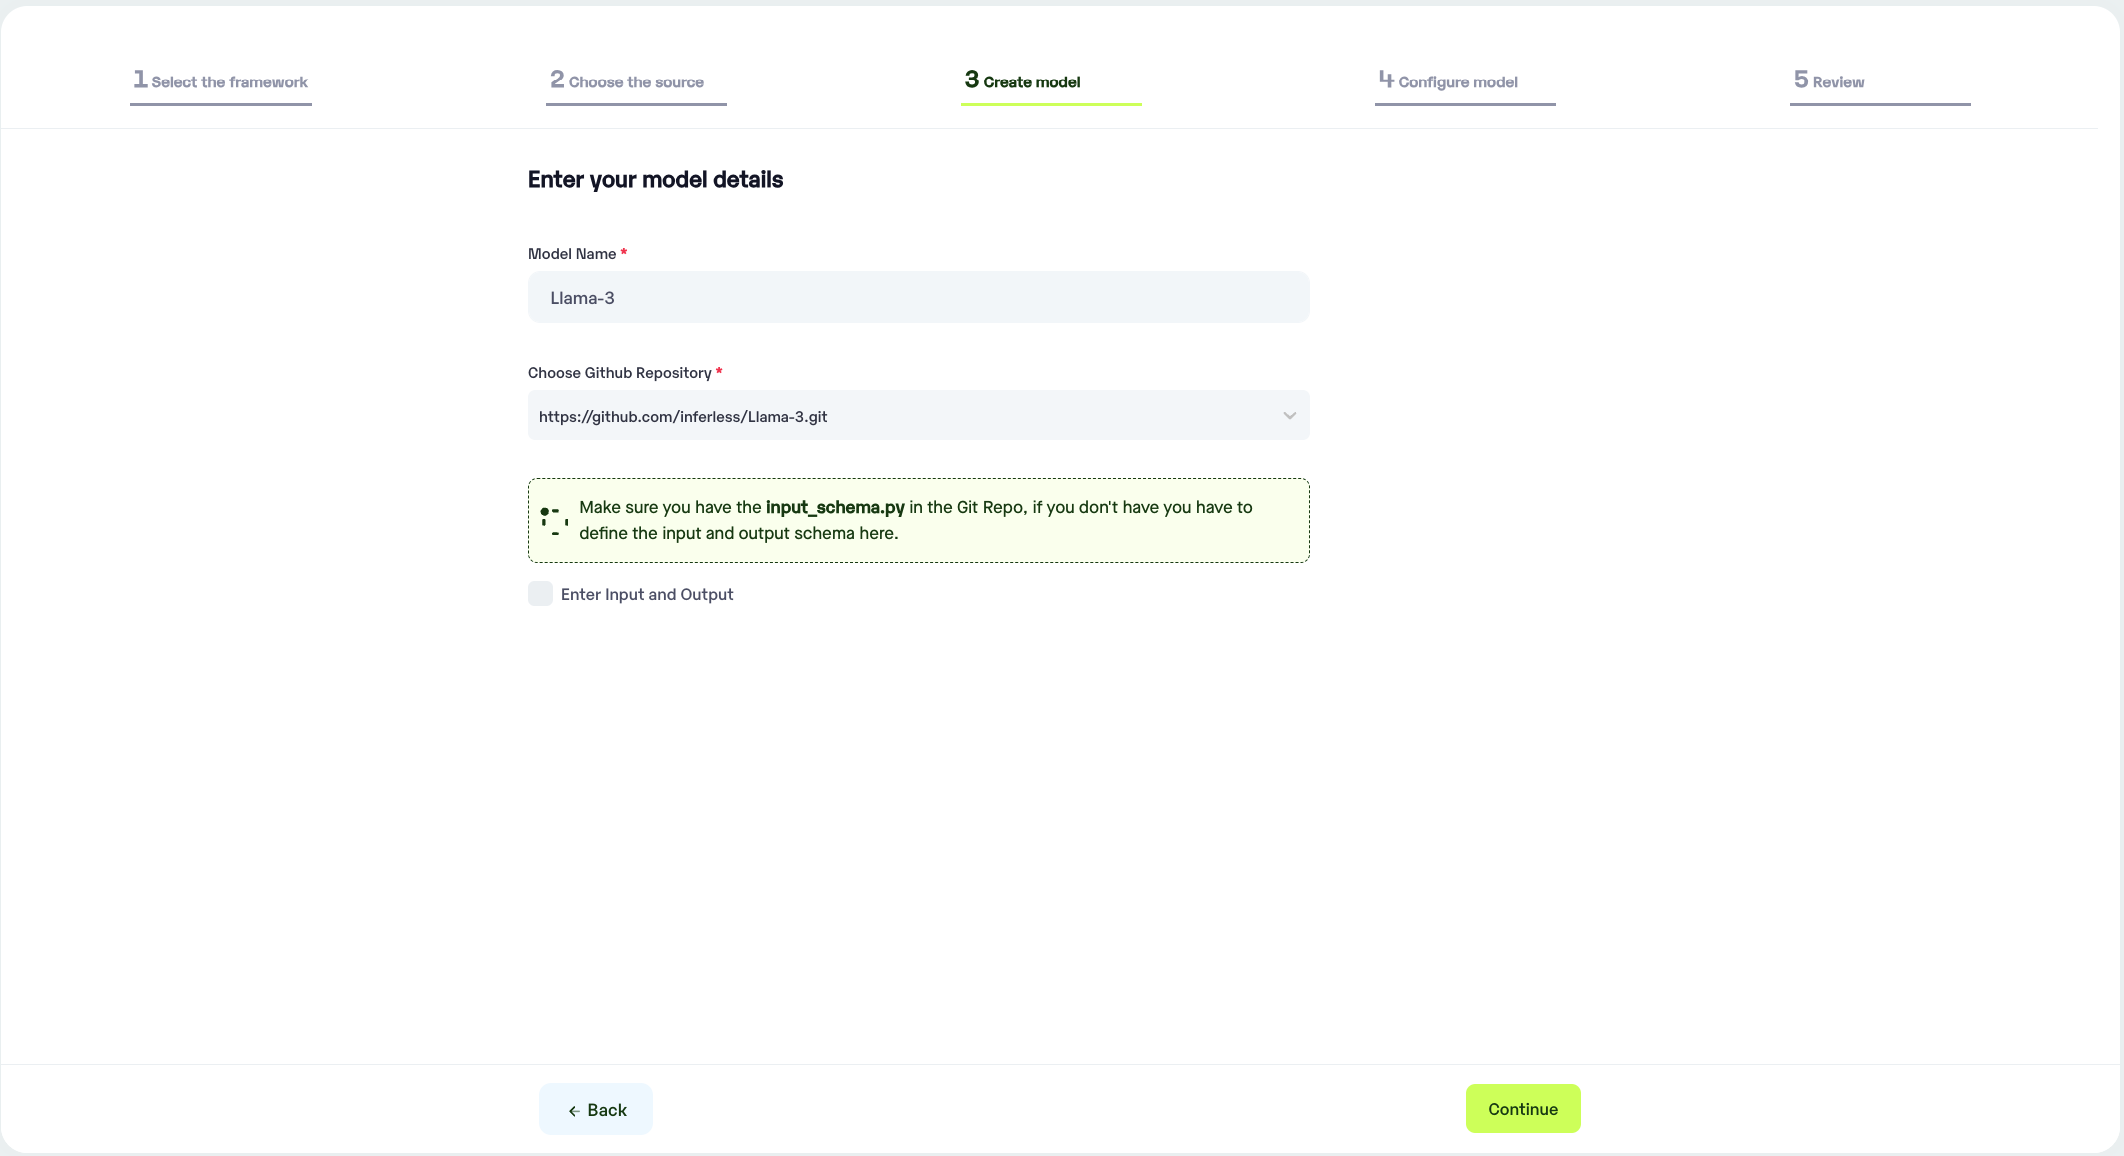 1 Select the framework
2 Choose the source
3 Create model
4 Configure model
5 Review
Enter your model details
Model Name *
Llama-3
Choose Github Repository *
https://github.com/inferless/Llama-3.git
Make sure you have the input_schema.py in the Git Repo, if you don't have you have to
define the input and output schema here.
Enter Input and Output
← Back
Continue